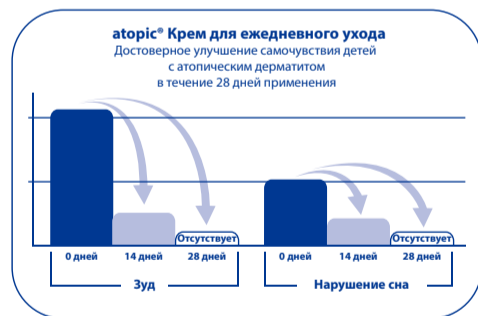 atopic® Крем для ежедневного ухода
Достоверное улучшение самочувствия детей
с атопическим дерматитом
в течение 28 дней применения
Отсутствует
Отсутствует
0 дней 14 дней 28 дней 0 дней 14 дней 28 дней
Зуд Нарушение сна